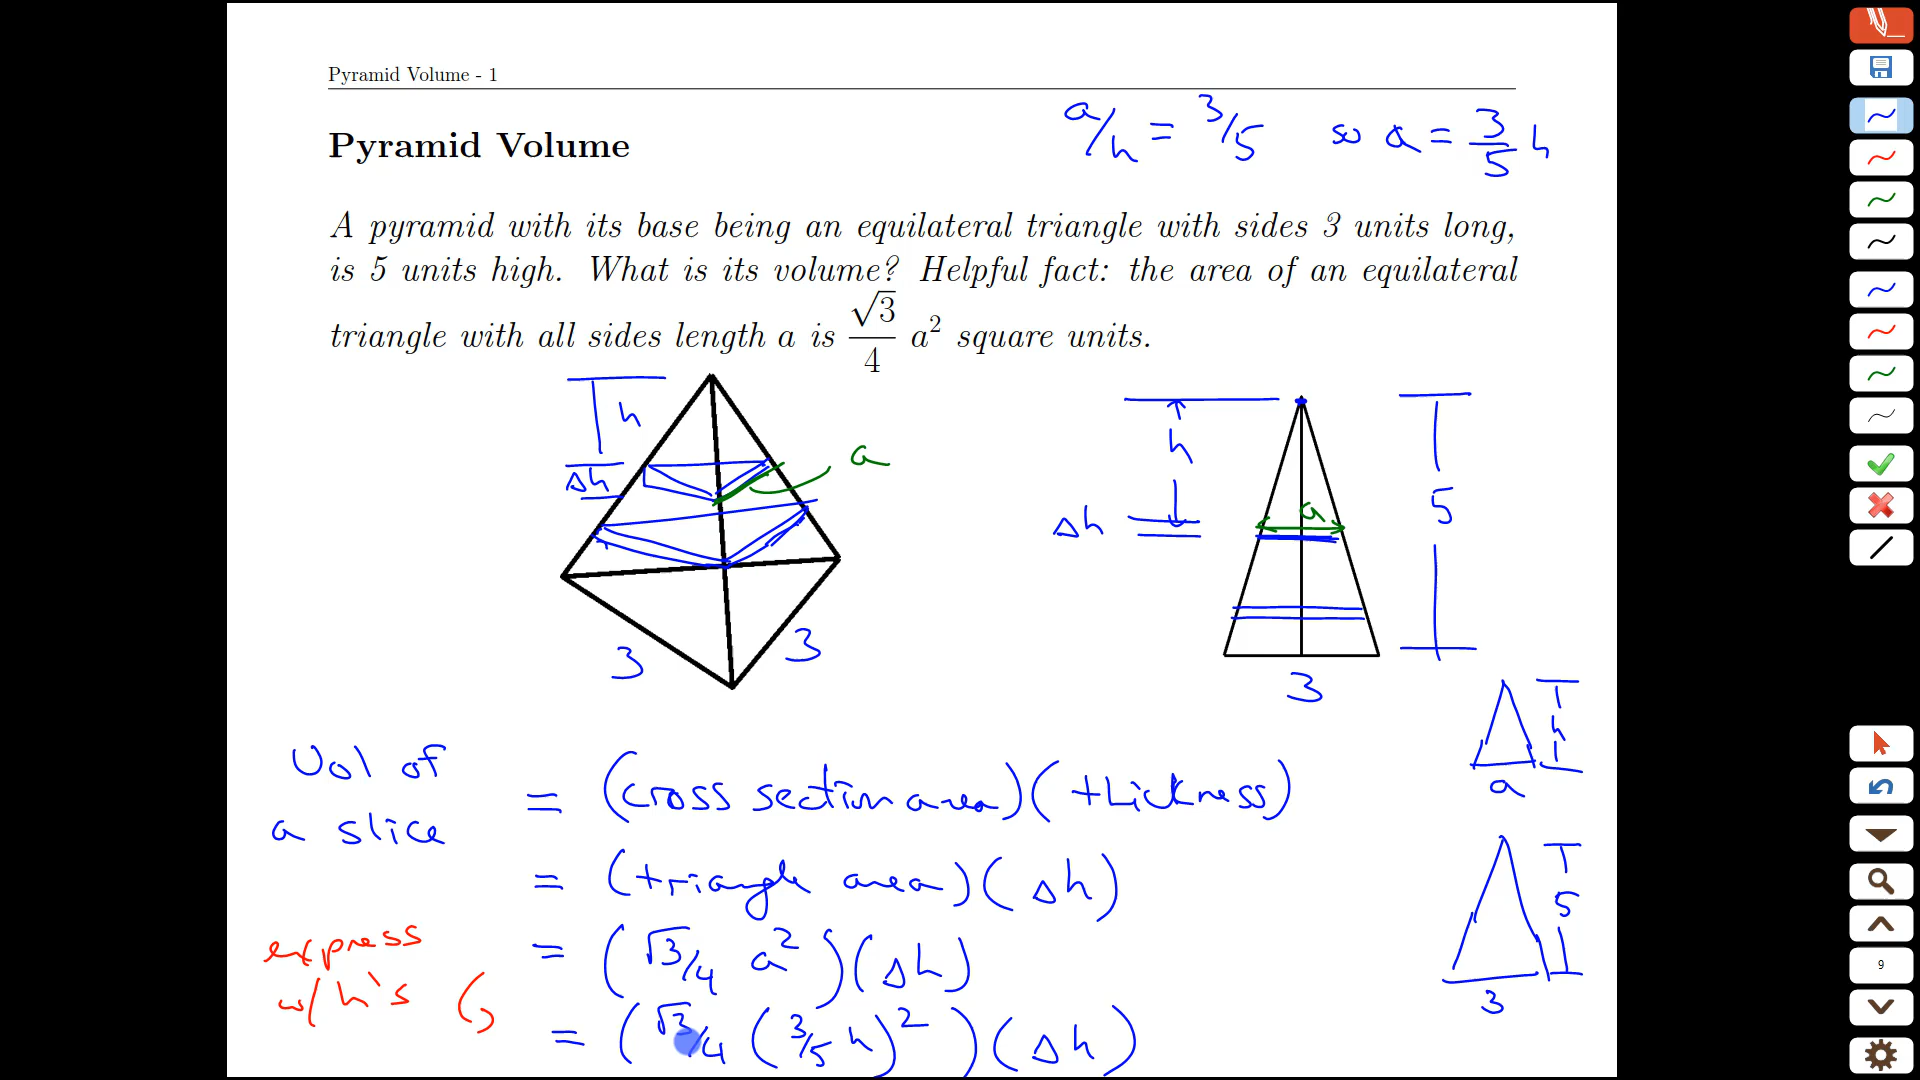 Pyramid Volume - 1
a/h = 3/5 so a = 3/5 h
Pyramid Volume
A pyramid with its base being an equilateral triangle with sides 3 units long,
is 5 units high. What is its volume? Helpful fact: the area of an equilateral
triangle with all sides length a is √3/4 a² square units.
h
Δh
a
3
3
h
Δh
a
5
3
h
a
5
3
Vol of
a slice
= (cross section area)(thickness)
= (triangle area)(Δh)
= (√3/4 a²)(Δh)
express
w/ h's
= (√3/4 (3/5 h)²)(Δh)
9